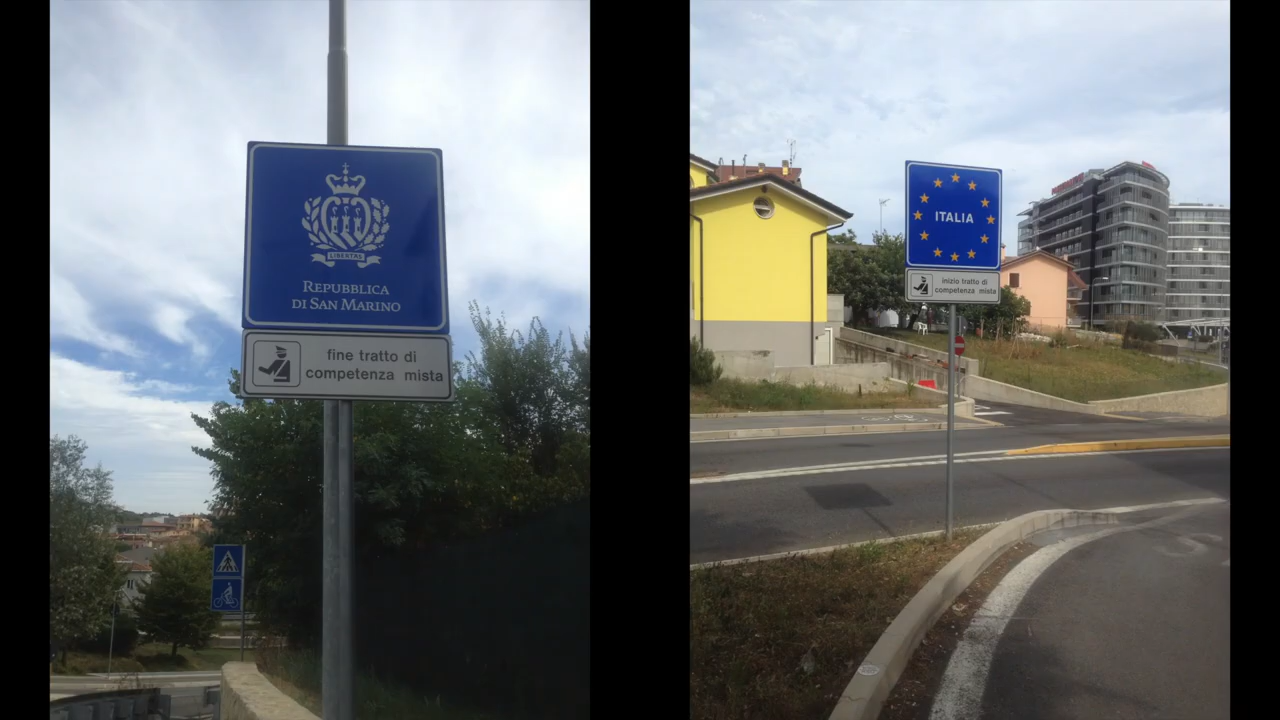 LIBERTAS
REPUBBLICA
DI SAN MARINO
fine tratto di
competenza mista
ITALIA
inizio tratto di
competenza mista